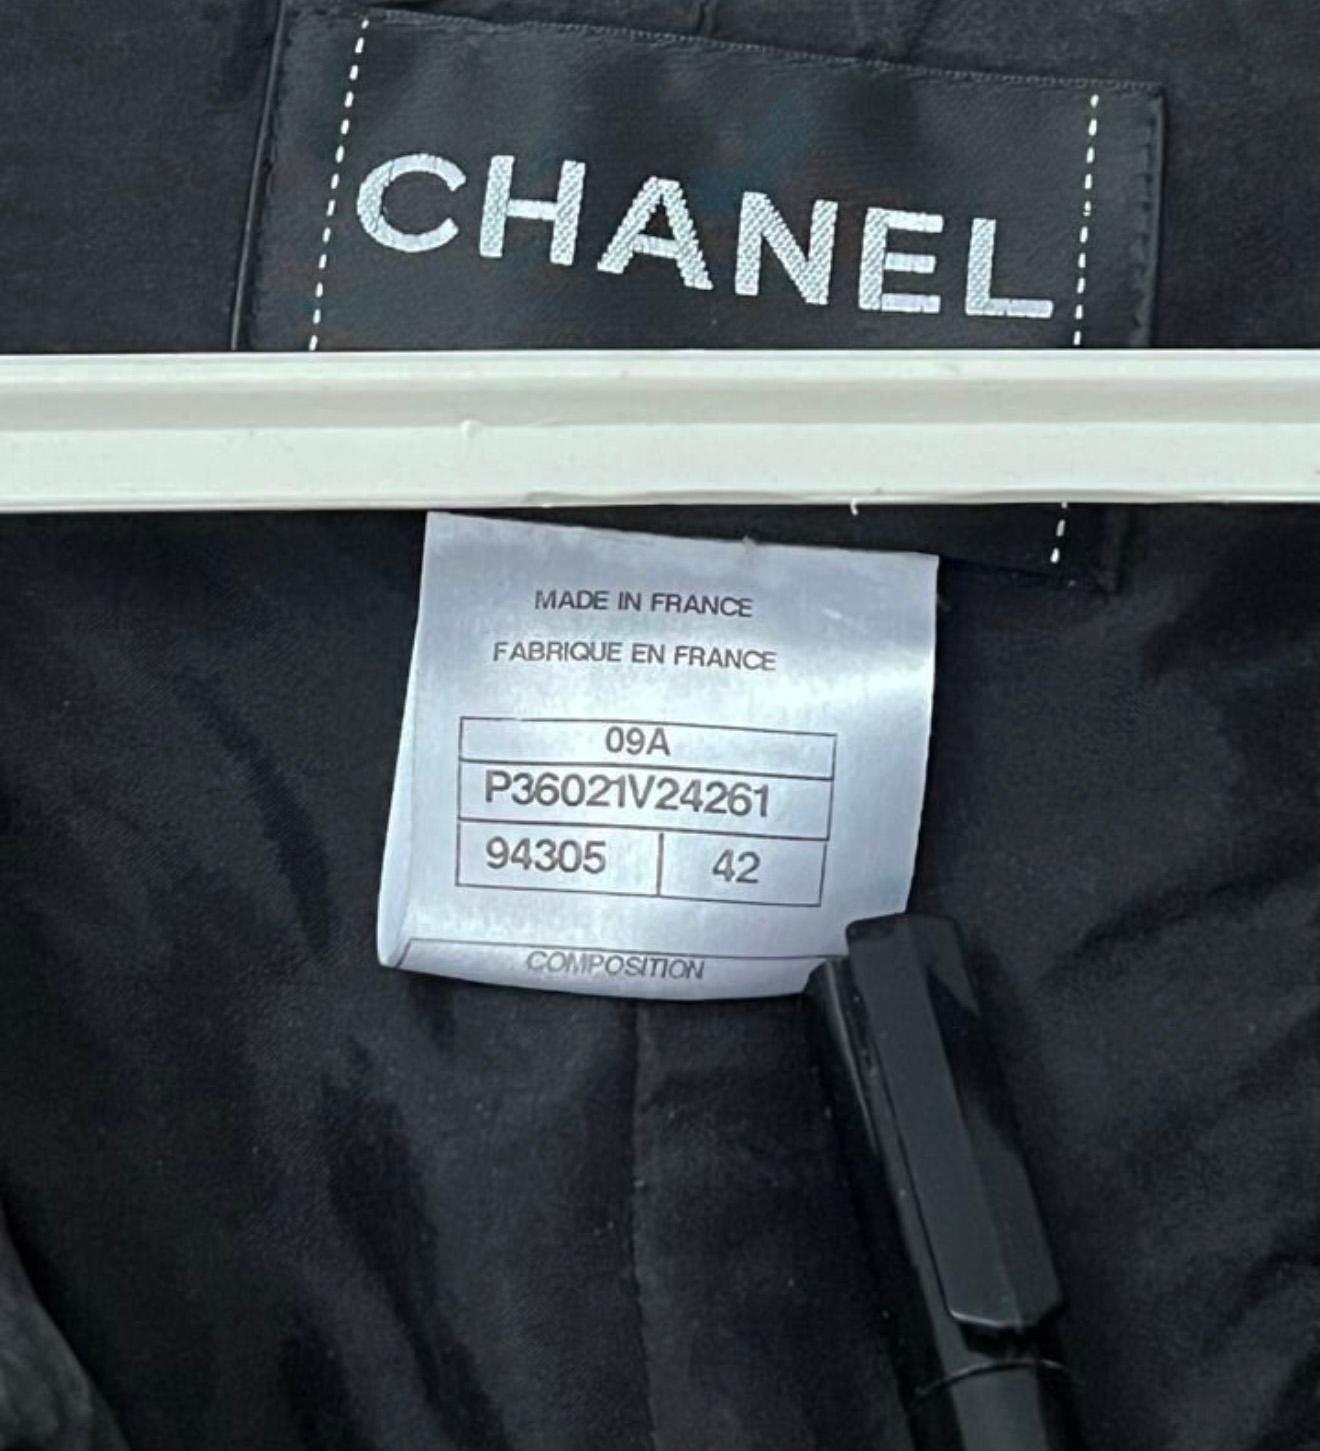 CHANEL
MADE IN FRANCE
FABRIQUE EN FRANCE
09A
P36021V24261
94305 42
COMPOSITION